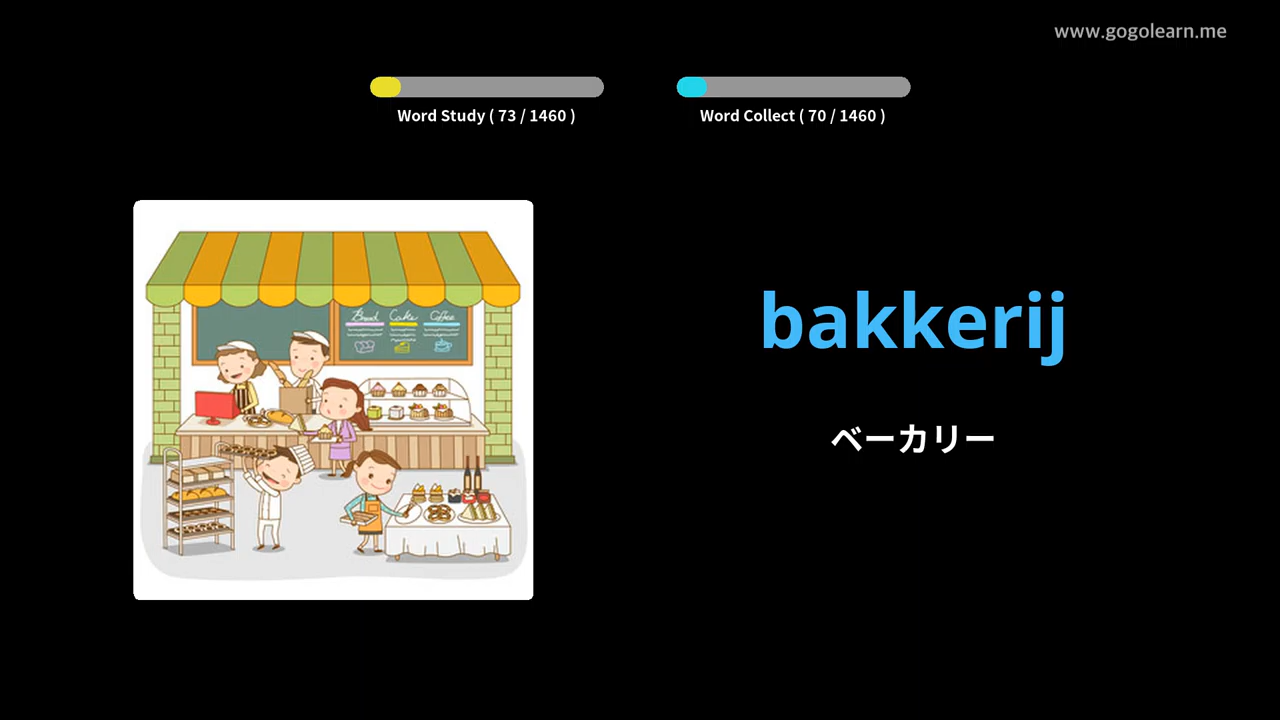 www.gogolearn.me
Word Study ( 73 / 1460 )
Word Collect ( 70 / 1460 )
Bread Cake Coffee
bakkerij
ベーカリー